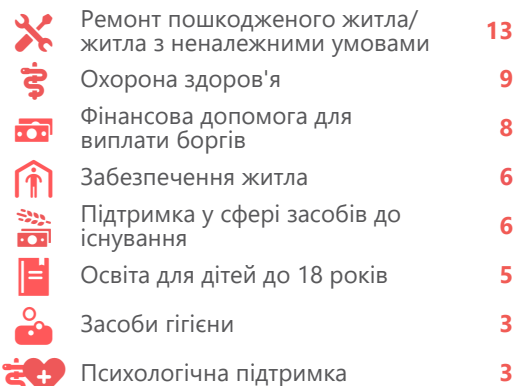 Ремонт пошкодженого житла/
житла з неналежними умовами 13
Охорона здоров'я 9
Фінансова допомога для
виплати боргів 8
Забезпечення житла 6
Підтримка у сфері засобів до
існування 6
Освіта для дітей до 18 років 5
Засоби гігієни 3
Психологічна підтримка 3